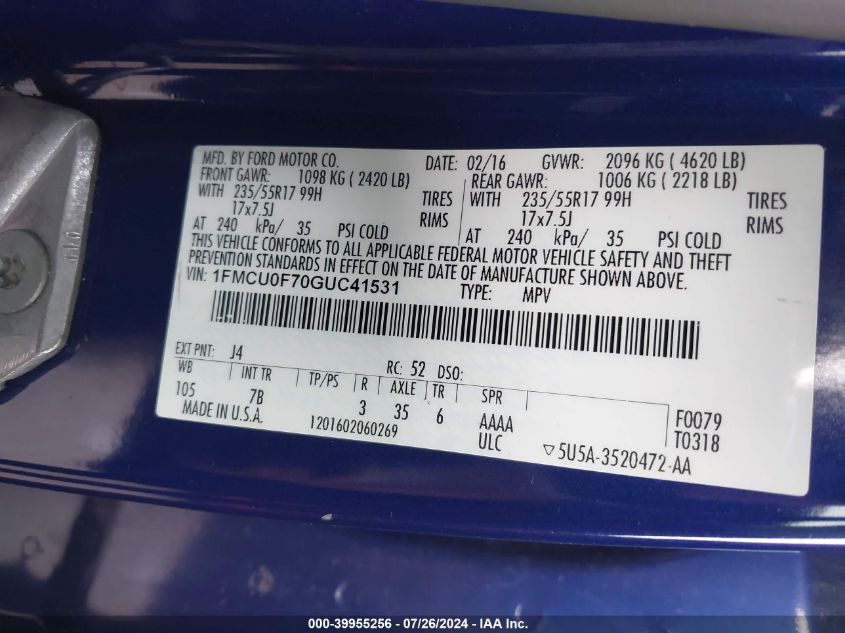 MFD. BY FORD MOTOR CO. DATE: 02/16 GVWR: 2096 KG ( 4620 LB)
FRONT GAWR: 1098 KG ( 2420 LB) REAR GAWR: 1006 KG ( 2218 LB)
WITH 235/55R17 99H TIRES WITH 235/55R17 99H TIRES
17x7.5J RIMS 17x7.5J RIMS
AT 240 kPa/ 35 PSI COLD AT 240 kPa/ 35 PSI COLD
THIS VEHICLE CONFORMS TO ALL APPLICABLE FEDERAL MOTOR VEHICLE SAFETY AND THEFT
PREVENTION STANDARDS IN EFFECT ON THE DATE OF MANUFACTURE SHOWN ABOVE.
VIN: 1FMCU0F70GUC41531 TYPE: MPV
EXT PNT: J4 RC: 52 DSO:
WB INT TR TP/PS R AXLE TR SPR
105 7B 3 35 6 AAAA F0079
MADE IN U.S.A. 1201602060269 ULC T0318
▽5U5A-3520472-AA
000-39955256 - 07/26/2024 - IAA Inc.